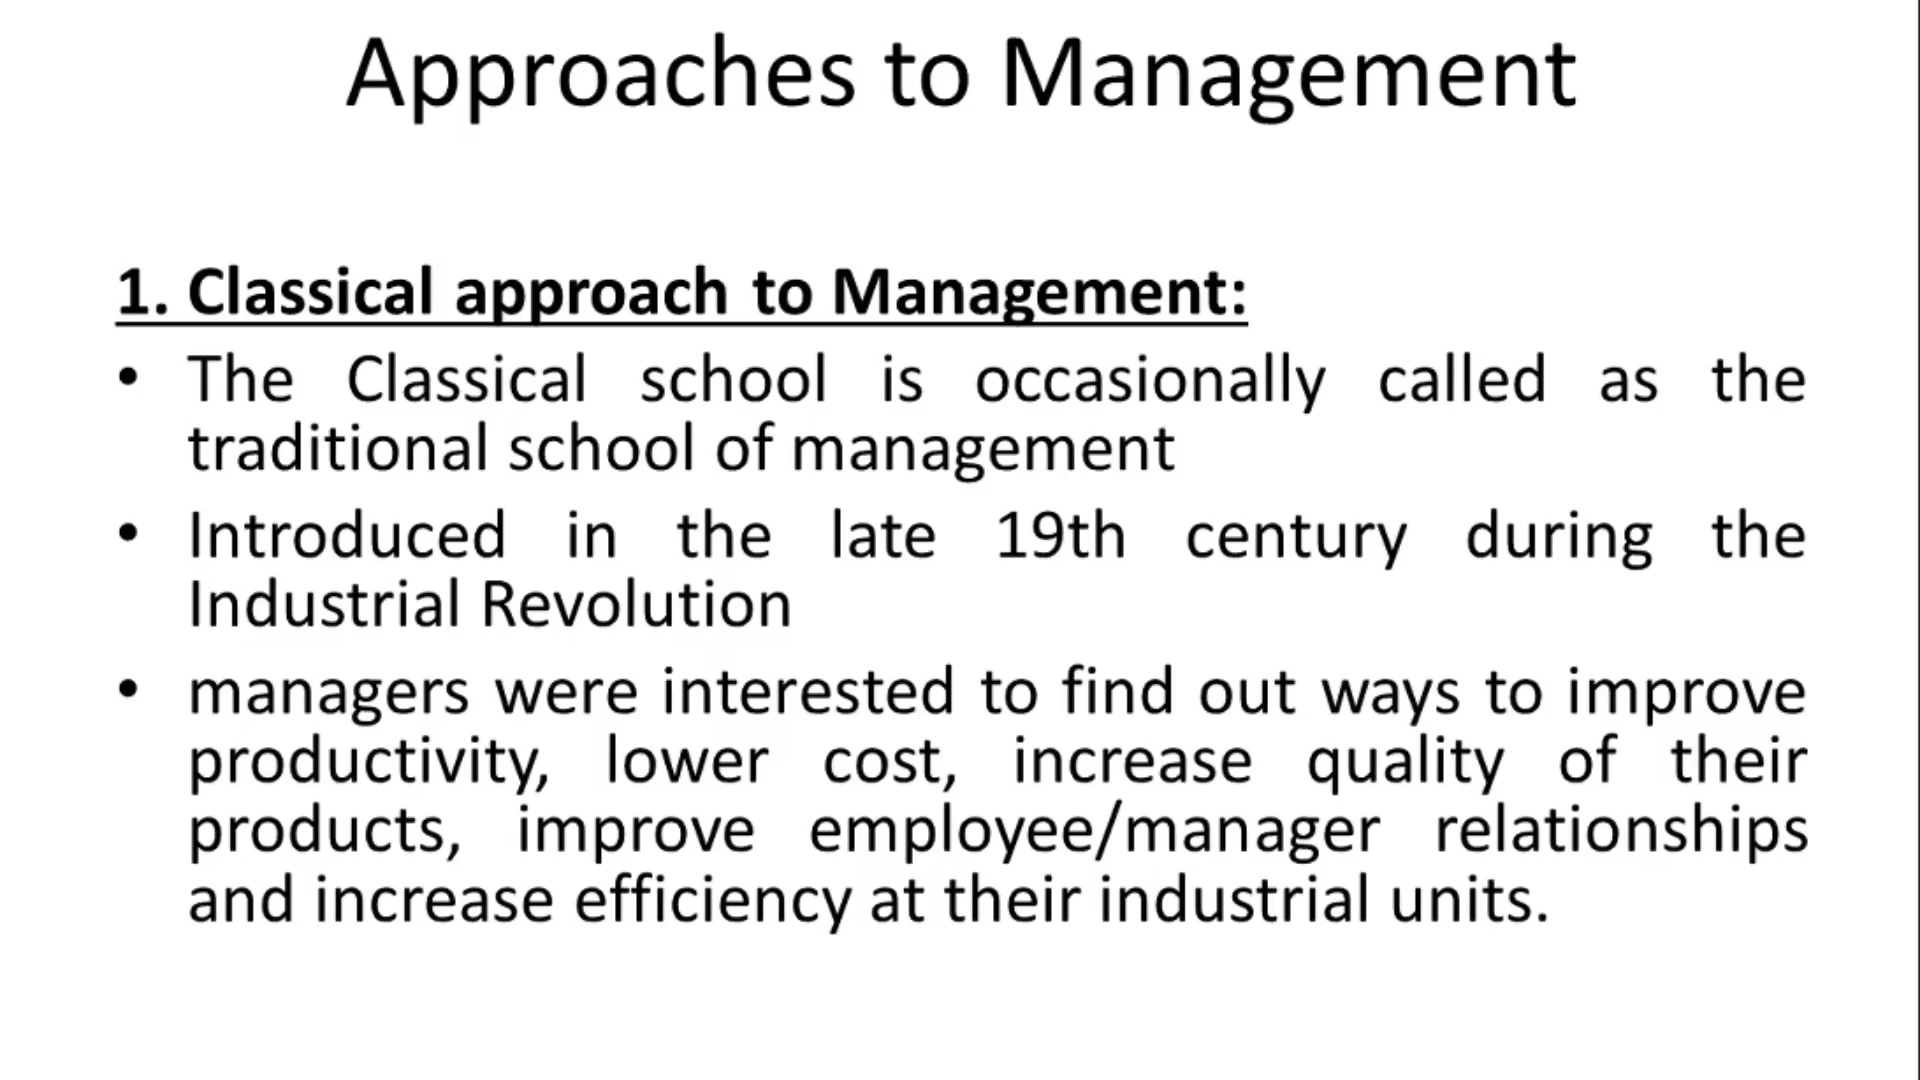 Approaches to Management
1. Classical approach to Management:
• The Classical school is occasionally called as the
traditional school of management
• Introduced in the late 19th century during the
Industrial Revolution
• managers were interested to find out ways to improve
productivity, lower cost, increase quality of their
products, improve employee/manager relationships
and increase efficiency at their industrial units.